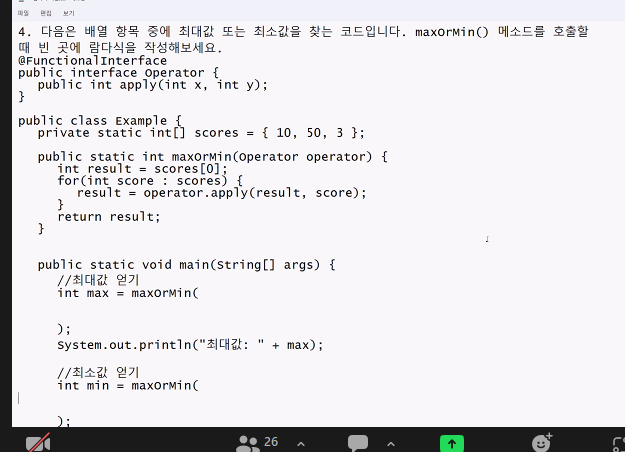 파일 편집 보기
4. 다음은 배열 항목 중에 최대값 또는 최소값을 찾는 코드입니다. maxOrMin() 메소드를 호출할
때 빈 곳에 람다식을 작성해보세요.
@FunctionalInterface
public interface Operator {
public int apply(int x, int y);
}
public class Example {
private static int[] scores = { 10, 50, 3 };
public static int maxOrMin(Operator operator) {
int result = scores[0];
for(int score : scores) {
result = operator.apply(result, score);
}
return result;
}
public static void main(String[] args) {
//최대값 얻기
int max = maxOrMin(
);
System.out.println("최대값: " + max);
//최소값 얻기
int min = maxOrMin(
);
26